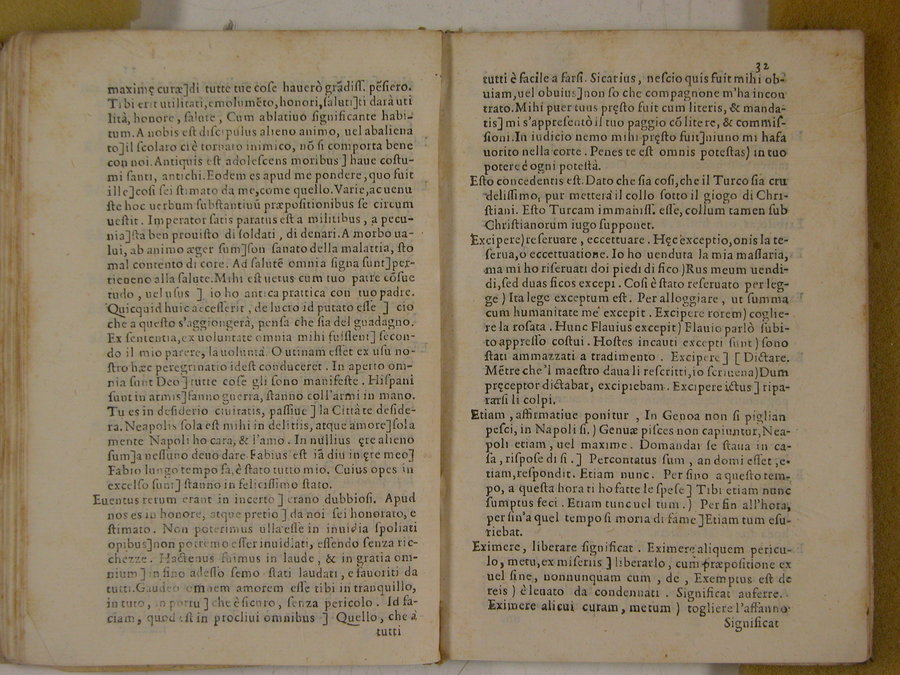 maximę curæ]di tutte tue cose hauerò grādiss. pēsiero.
Tibi erit utilitati, emolumēto, honori, saluti]ti darà uti
lità, honore, salute, Cum ablatiuo significante habi-
tum. A nobis est discipulus alieno animo, uel abaliena
to]il scolaro ci è tornato inimico, nō si comporta bene
con noi. Antiquis est adolescens moribus] haue costu-
mi santi, antichi. Eodem es apud me pondere, quo fuit
ille]cosi sei stimato da me, come quello. Varie, ac uenu
ste hoc uerbum substantiuū præpositionibus se circum
uestit. Imperator satis paratus est a militibus, a pecu-
nia]sta ben prouisto di soldati, di denari. A morbo ua-
lui, ab animo æger sum]son sanato della malattia, sto
mal contento di core. Ad salutē omnia signa sunt]per-
tieneno alla salute. Mihi est uetus cum tuo patre cōsue
tudo, uel usus ] io ho antica prattica con tuo padre.
Quicquid huic accesserit, de lucro id putato esse ] cio
che a questo s'aggiongerà, pensa che sia del guadagno.
Ex sententia, ex uoluntate omnia mihi fuissent] secon-
do il mio parere, la uolunta. O utinam esset ex usu no-
stro hæc peregrinatio idest conduceret. In aperto om-
nia sunt Deo] tutte cose gli sono manifeste. Hispani
sunt in armis]fanno guerra, stanno coll'armi in mano.
Tu es in desiderio ciuitatis, passiue] la Città te deside-
ra. Neapolis sola est mihi in delitiis, atque amore]sola
mente Napoli ho cara, & l'amo. In nullius ęre alieno
sum]a nessuno deuo dare Fabius est iā diu in ęre meo]
Fabio lungo tempo fa, è stato tutto mio. Cuius opes in
excelso sunt] stanno in felicissimo stato.
Euentus rerum erant in incerto] erano dubbiosi. Apud
nos es in honore, atque pretio] da noi sei honorato, e
stimato. Non poterimus ulla esse in inuidia spoliati
opibus]non potremo esser inuidiati, essendo senza ric-
chezze. Hactenus fuimus in laude, & in gratia om-
nium] in sino adesso semo stati laudati, e fauoriti da
tutti. Gaudeo omnem amorem esse tibi in tranquillo,
in tuto, in portu] che è sicuro, senza pericolo. Id fa-
ciam, quod est in procliui omnibus ] Quello, che à
tutti
32
tutti è facile a farsi. Sicatius, nescio quis fuit mihi ob-
uiam, uel obuius]non so che compagnone m'ha incon
trato. Mihi puer tuus pręsto fuit cum literis, & manda-
tis] mi s'appresentò il tuo paggio cō litere, & commis-
sioni. In iudicio nemo mihi pręsto fuit]niuno mi ha fa
uorito nella corte. Penes te est omnis potestas) in tuo
potere è ogni potestà.
Esto concedentis est. Dato che sia cosi, che il Turco sia cru
delissimo, pur metterà il collo sotto il giogo di Chri-
stiani. Esto Turcam immaniss. esse, collum tamen sub
Christianorum iugo supponet.
Excipere) reseruare, eccettuare. Hęc exceptio, onis la re-
serua, o eccettuatione. Io ho uenduta la mia massaria,
ma mi ho riseruati doi piedi di fico) Rus meum uendi-
di, sed duas ficos excepi. Cosi è stato reseruato per leg-
ge) Ita lege exceptum est. Per alloggiare, ut summa
cum humanitate me excepit. Excipere rorem) coglie-
re la rosata. Hunc Flauius excepit) Flauio parlò subi-
to appresso costui. Hostes incauti excepti sunt) sono
stati ammazzati a tradimento. Excipere] [ Dictare.
Mētre che'l maestro daua li rescritti, io scriueua)Dum
pręceptor dictabat, excipiebam. Excipere ictus] ripa-
rarsi li colpi.
Etiam, affirmatiue ponitur, In Genoa non si piglian
pesci, in Napoli si.) Genuæ pisces non capiuntur, Nea-
poli etiam, uel maxime. Domandai se staua in ca-
sa, rispose di si.] Percontatus sum, an domi esset, e-
tiam, respondit. Etiam nunc. Per fino a questo tem-
po, a questa hora ti ho fatte le spese] Tibi etiam nunc
sumptus feci. Etiam tunc uel tum.) Per fin all'hora,
per fin'a quel tempo si moria di fame]Etiam tum esu-
riebat.
Eximere, liberare significat. Eximere aliquem pericu-
lo, metu, ex miseriis ] liberarlo, cum præpositione ex
uel sine, nonnunquam cum, de, Exemptus est de
reis) è leuato da condennati. Significat auferre.
Eximere alicui curam, metum) togliere l'affanno
Significat